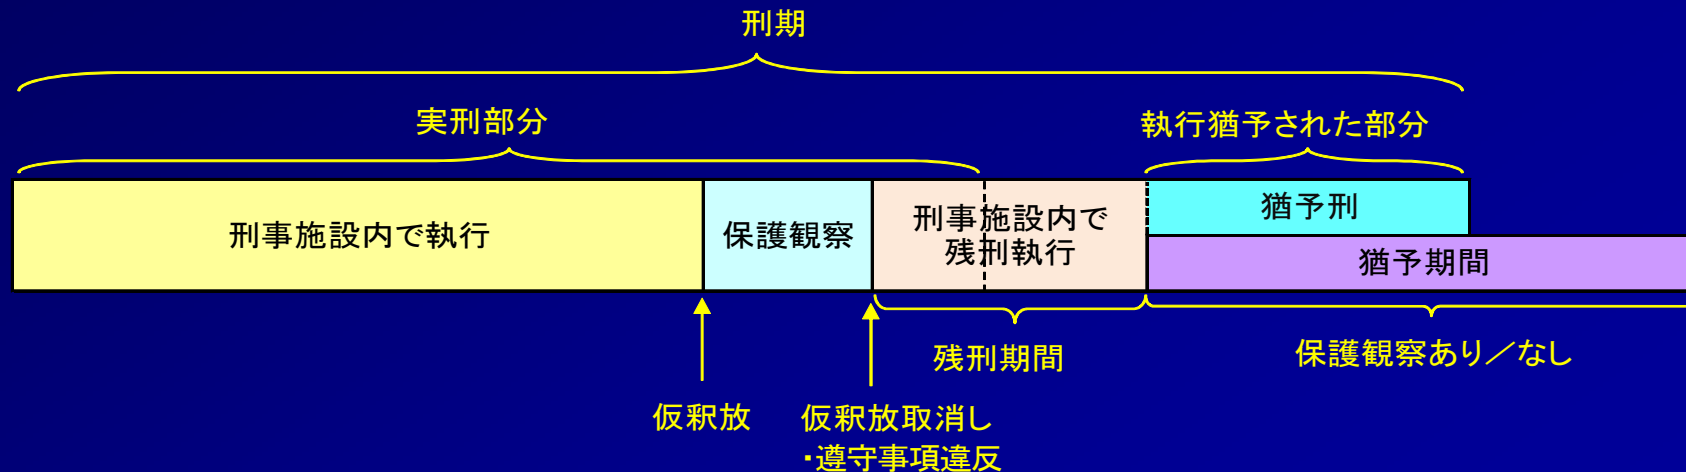 刑期
実刑部分
執行猶予された部分
刑事施設内で執行
保護観察
刑事施設内で
残刑執行
猶予刑
猶予期間
残刑期間
保護観察あり／なし
仮釈放
仮釈放取消し
・遵守事項違反